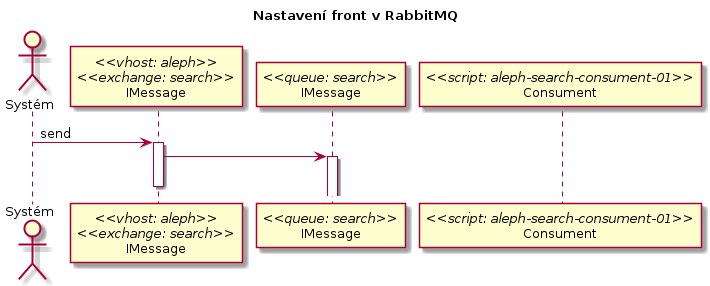 Nastavení front v RabbitMQ
Systém
<<vhost: aleph>>
<<exchange: search>>
IMessage
<<queue: search>>
IMessage
<<script: aleph-search-consument-01>>
Consument
send
Systém
<<vhost: aleph>>
<<exchange: search>>
IMessage
<<queue: search>>
IMessage
<<script: aleph-search-consument-01>>
Consument